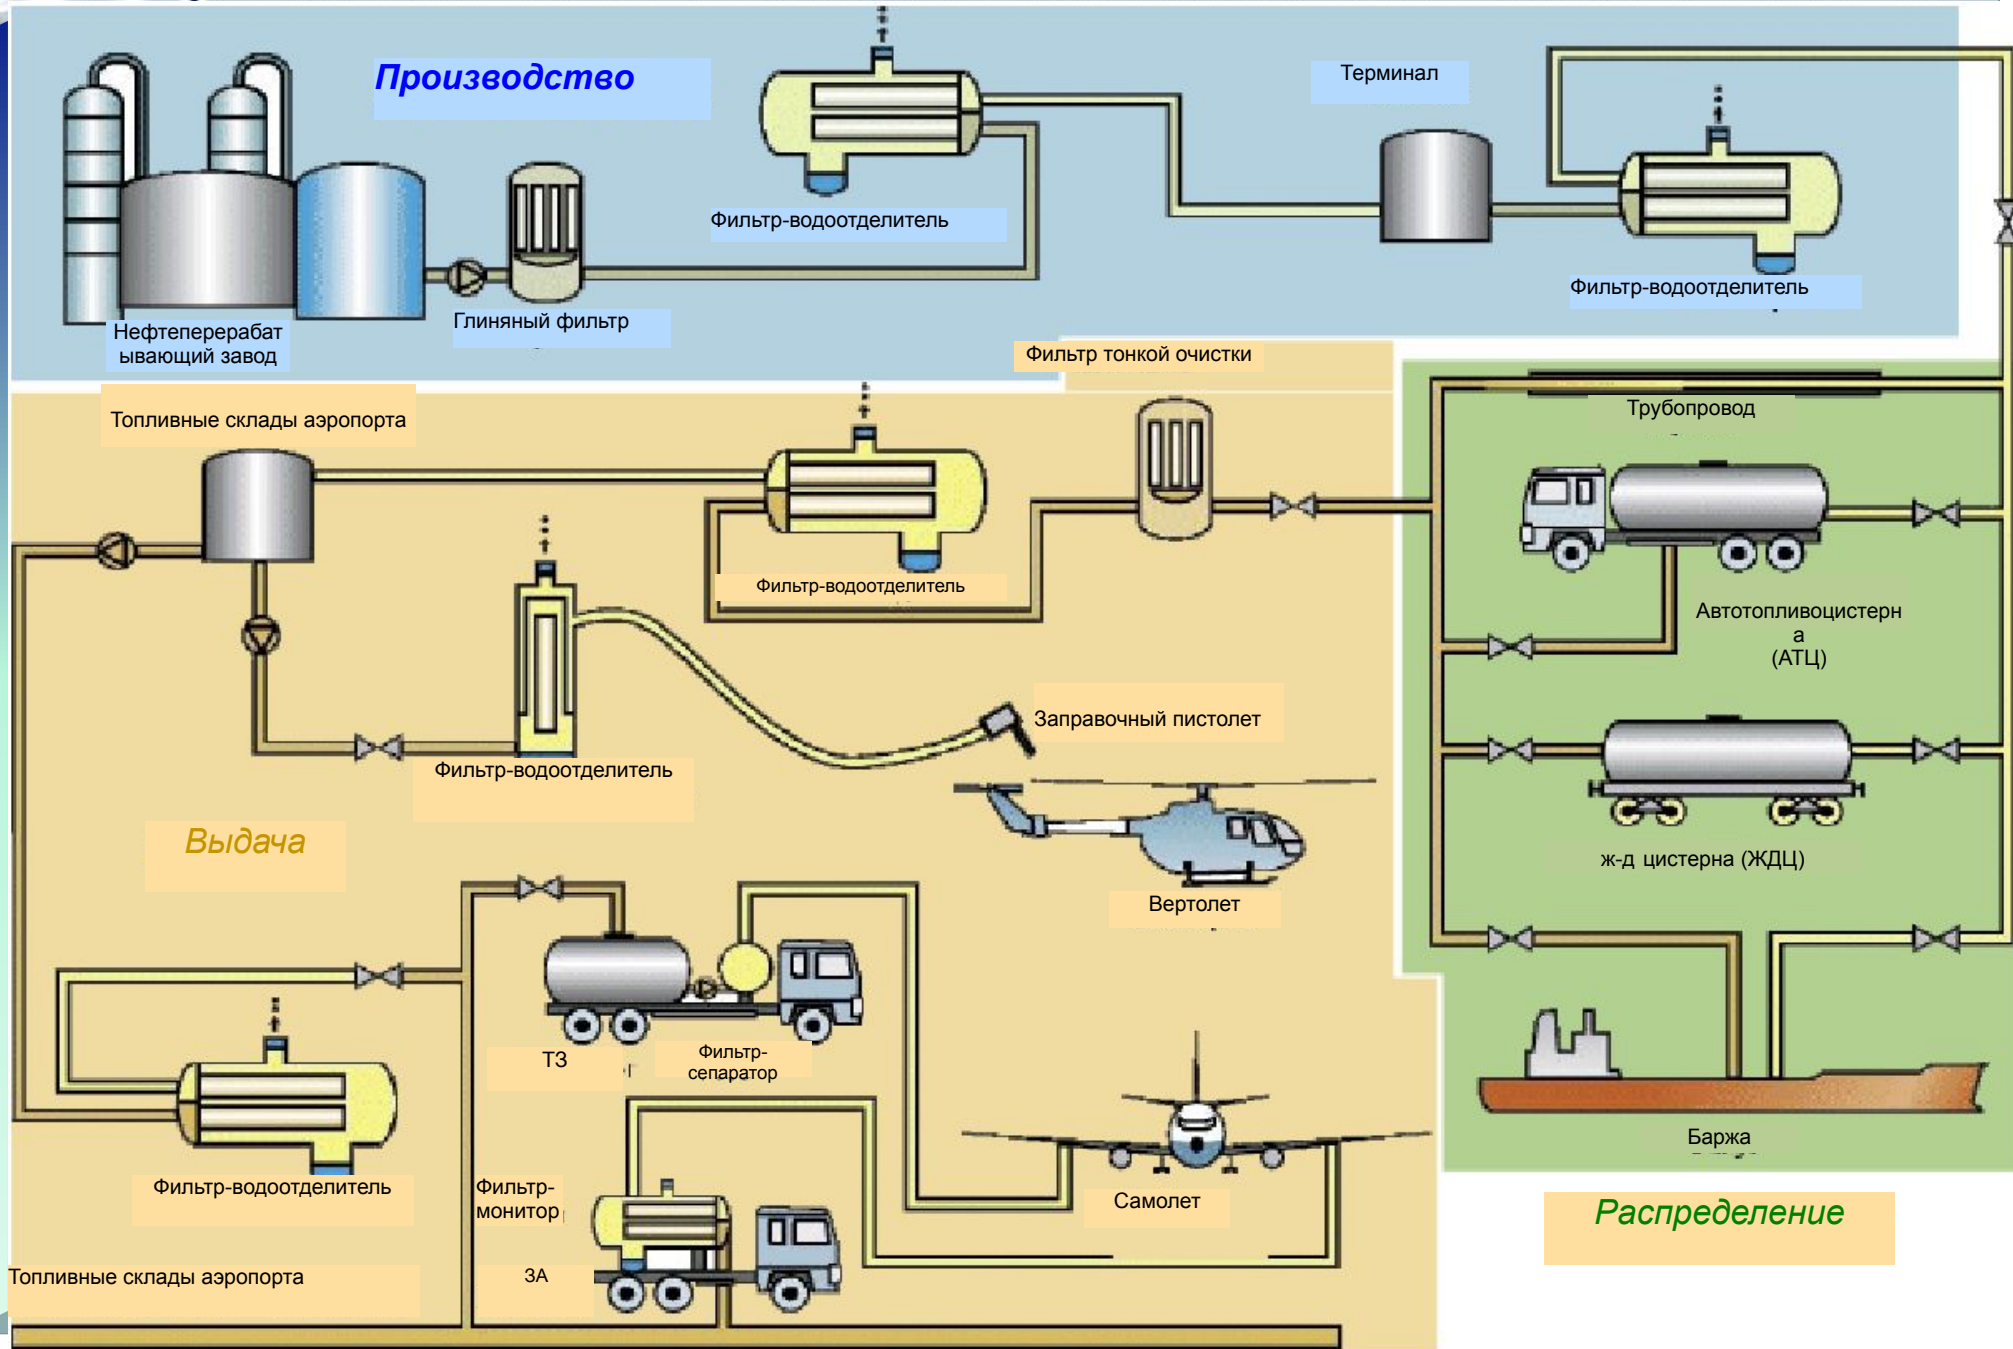 Производство
Терминал
Фильтр-водоотделитель
Фильтр-водоотделитель
Глиняный фильтр
Нефтеперерабат
ывающий завод
Фильтр тонкой очистки
Топливные склады аэропорта
Трубопровод
Фильтр-водоотделитель
Автотопливоцистерн
а
(АТЦ)
Заправочный пистолет
Фильтр-водоотделитель
Выдача
ж-д цистерна (ЖДЦ)
Вертолет
ТЗ
Фильтр-
сепаратор
Баржа
Фильтр-водоотделитель
Фильтр-
монитор
Самолет
Распределение
Топливные склады аэропорта
ЗА